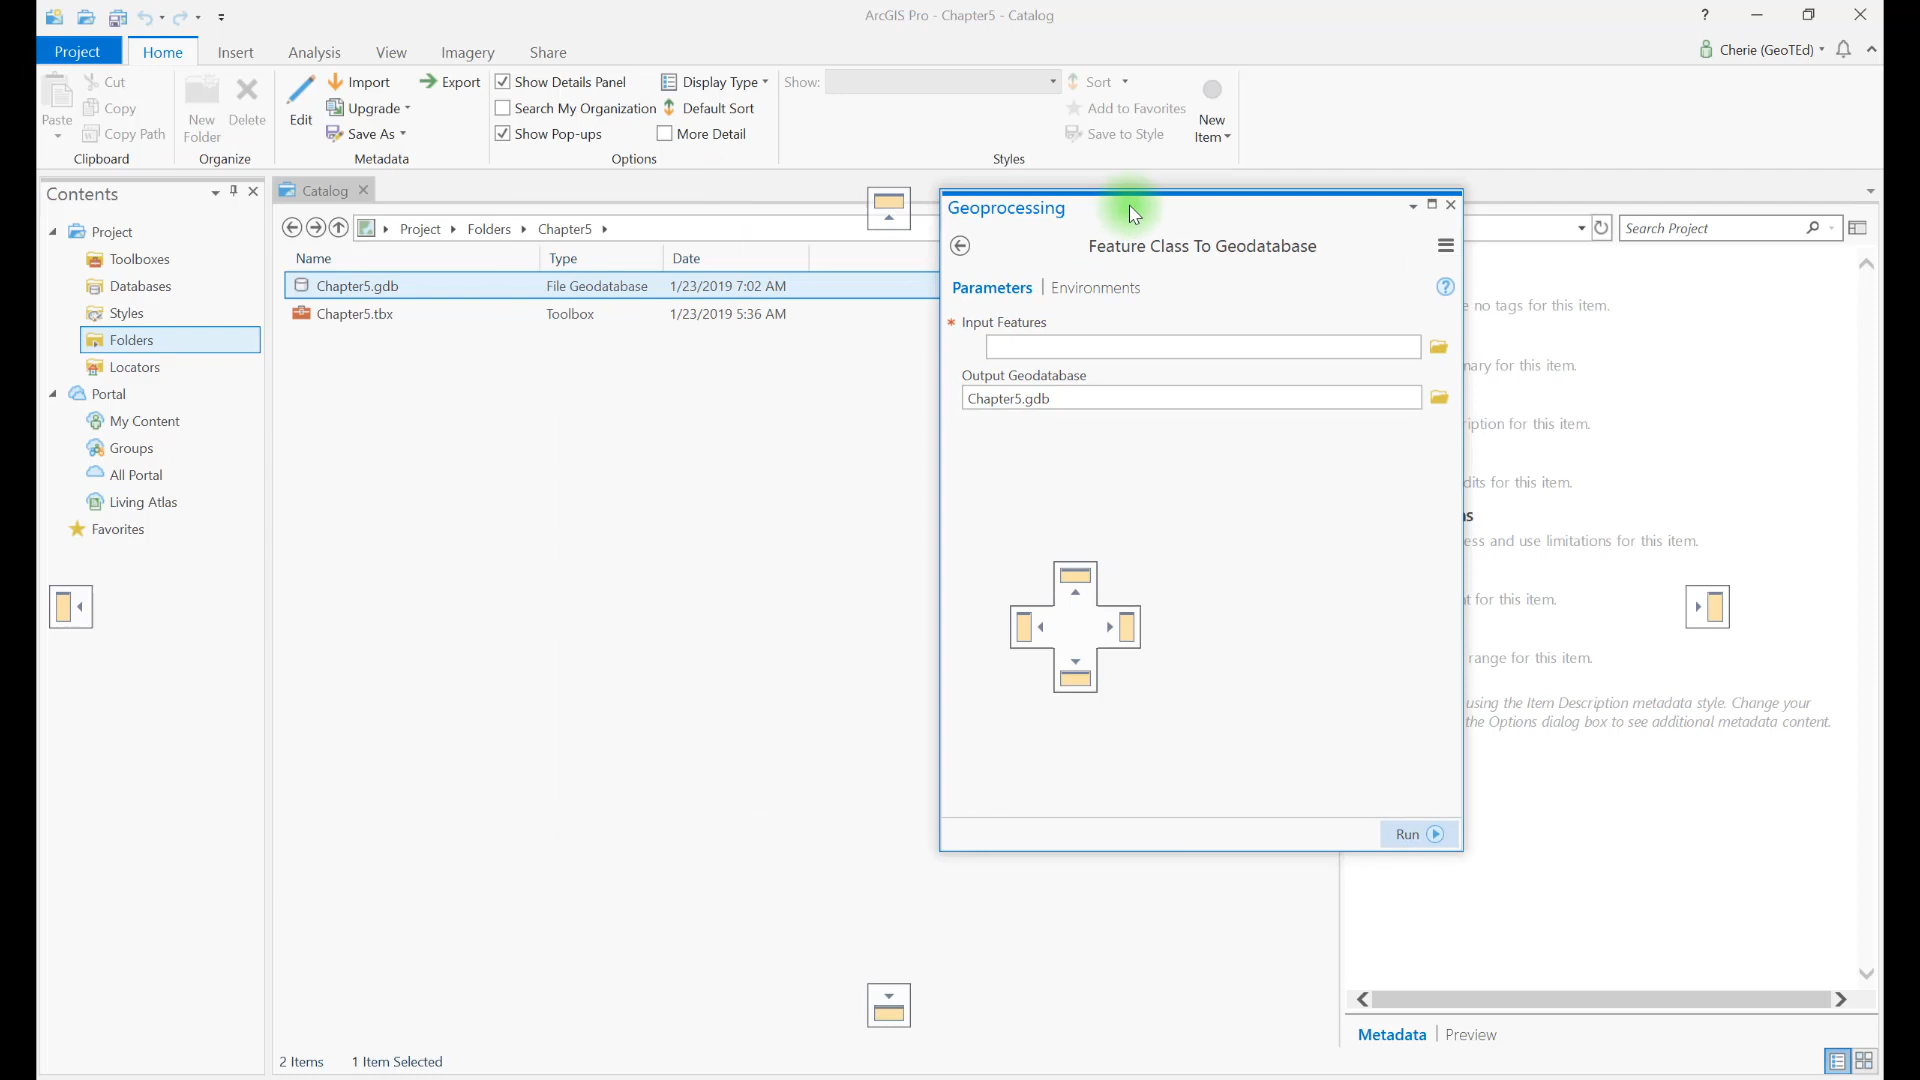 ArcGIS Pro - Chapter5 - Catalog
?
Project Home Insert Analysis View Imagery Share
Cherie (GeoTEd)
Paste
Cut
Copy
Copy Path
Clipboard
New Folder
Delete
Organize
Edit
Import
Upgrade
Save As
Export
Metadata
Show Details Panel
Search My Organization
Show Pop-ups
Display Type
Default Sort
More Detail
Options
Show:
Sort
Add to Favorites
Save to Style
Styles
New Item
Contents
Project
Toolboxes
Databases
Styles
Folders
Locators
Portal
My Content
Groups
All Portal
Living Atlas
Favorites
Catalog
Project Folders Chapter5
Search Project
Name Type Date
Chapter5.gdb File Geodatabase 1/23/2019 7:02 AM
Chapter5.tbx Toolbox 1/23/2019 5:36 AM
Geoprocessing
Feature Class To Geodatabase
Parameters | Environments
?
* Input Features
Output Geodatabase
Chapter5.gdb
Run
e no tags for this item.
nary for this item.
ription for this item.
dits for this item.
ns
ess and use limitations for this item.
t for this item.
range for this item.
using the Item Description metadata style. Change your
the Options dialog box to see additional metadata content.
Metadata | Preview
2 Items 1 Item Selected